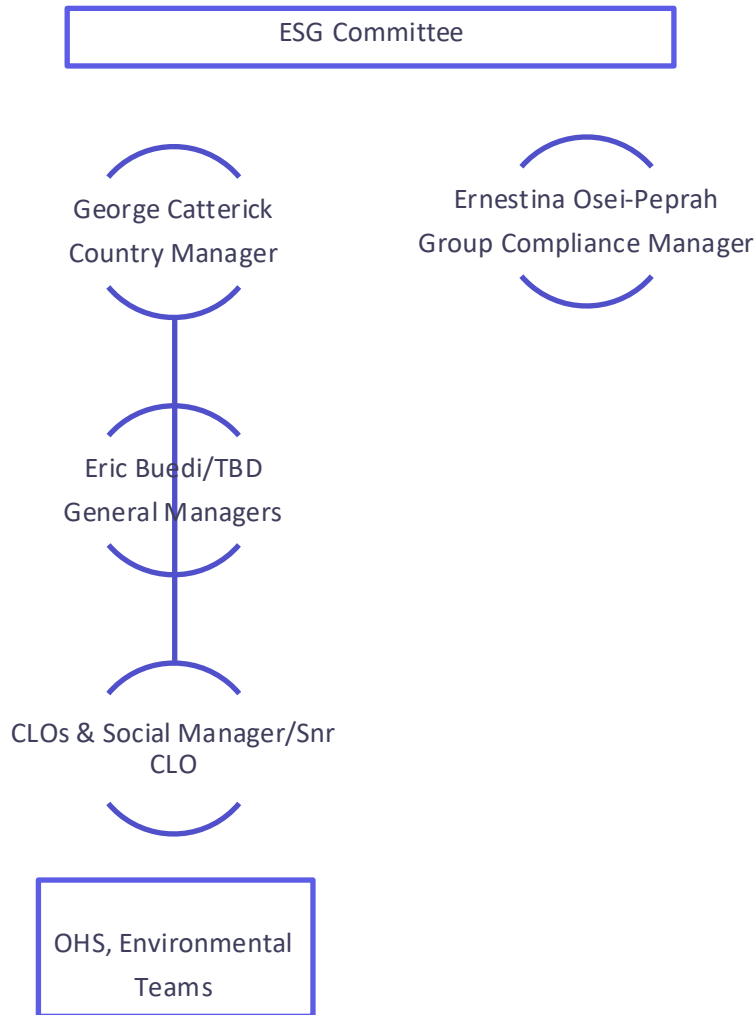 ESG Committee
George Catterick
Country Manager
Ernestina Osei-Peprah
Group Compliance Manager
Eric Buedi/TBD
General Managers
CLOs & Social Manager/Snr
CLO
OHS, Environmental
Teams